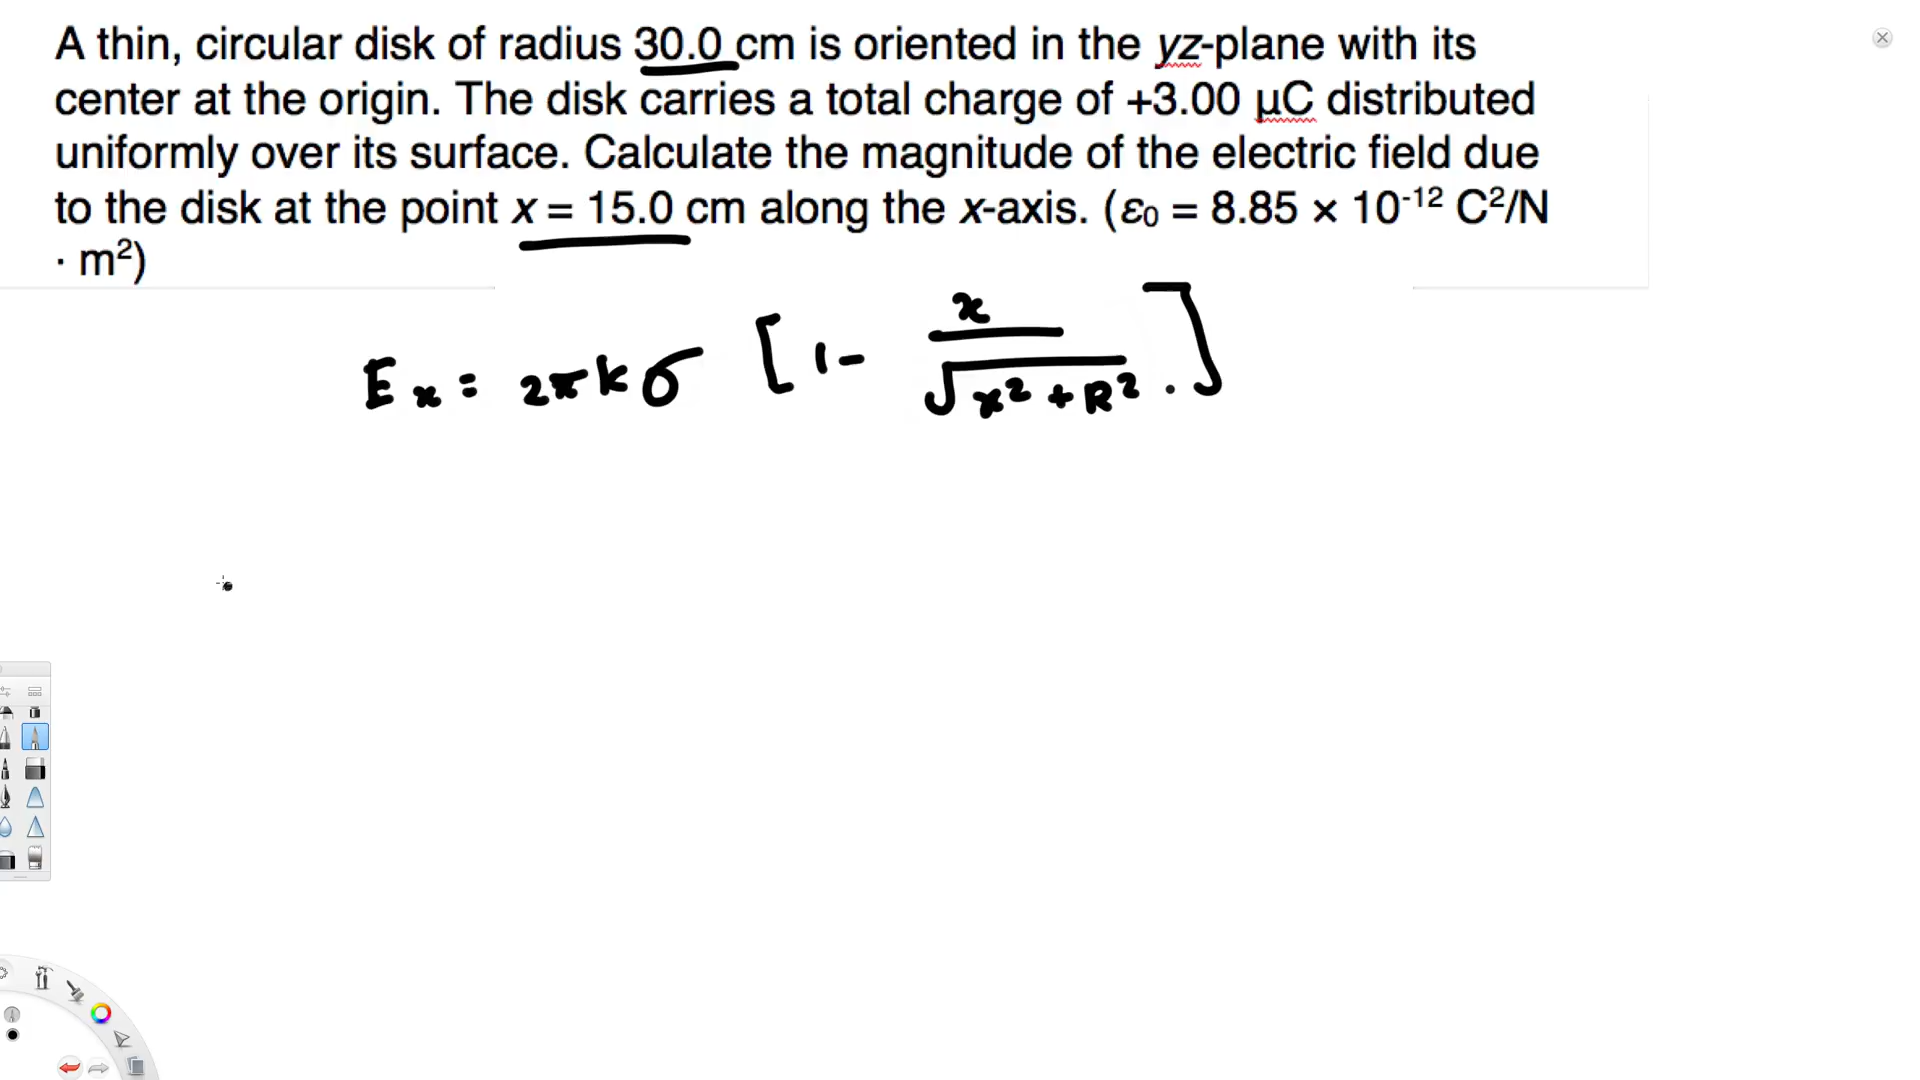 A thin, circular disk of radius 30.0 cm is oriented in the yz-plane with its
center at the origin. The disk carries a total charge of +3.00 µC distributed
uniformly over its surface. Calculate the magnitude of the electric field due
to the disk at the point x = 15.0 cm along the x-axis. (ε₀ = 8.85 × 10⁻¹² C²/N
· m²)
Eₓ = 2πkσ [1 - x / √(x² + R²) .]